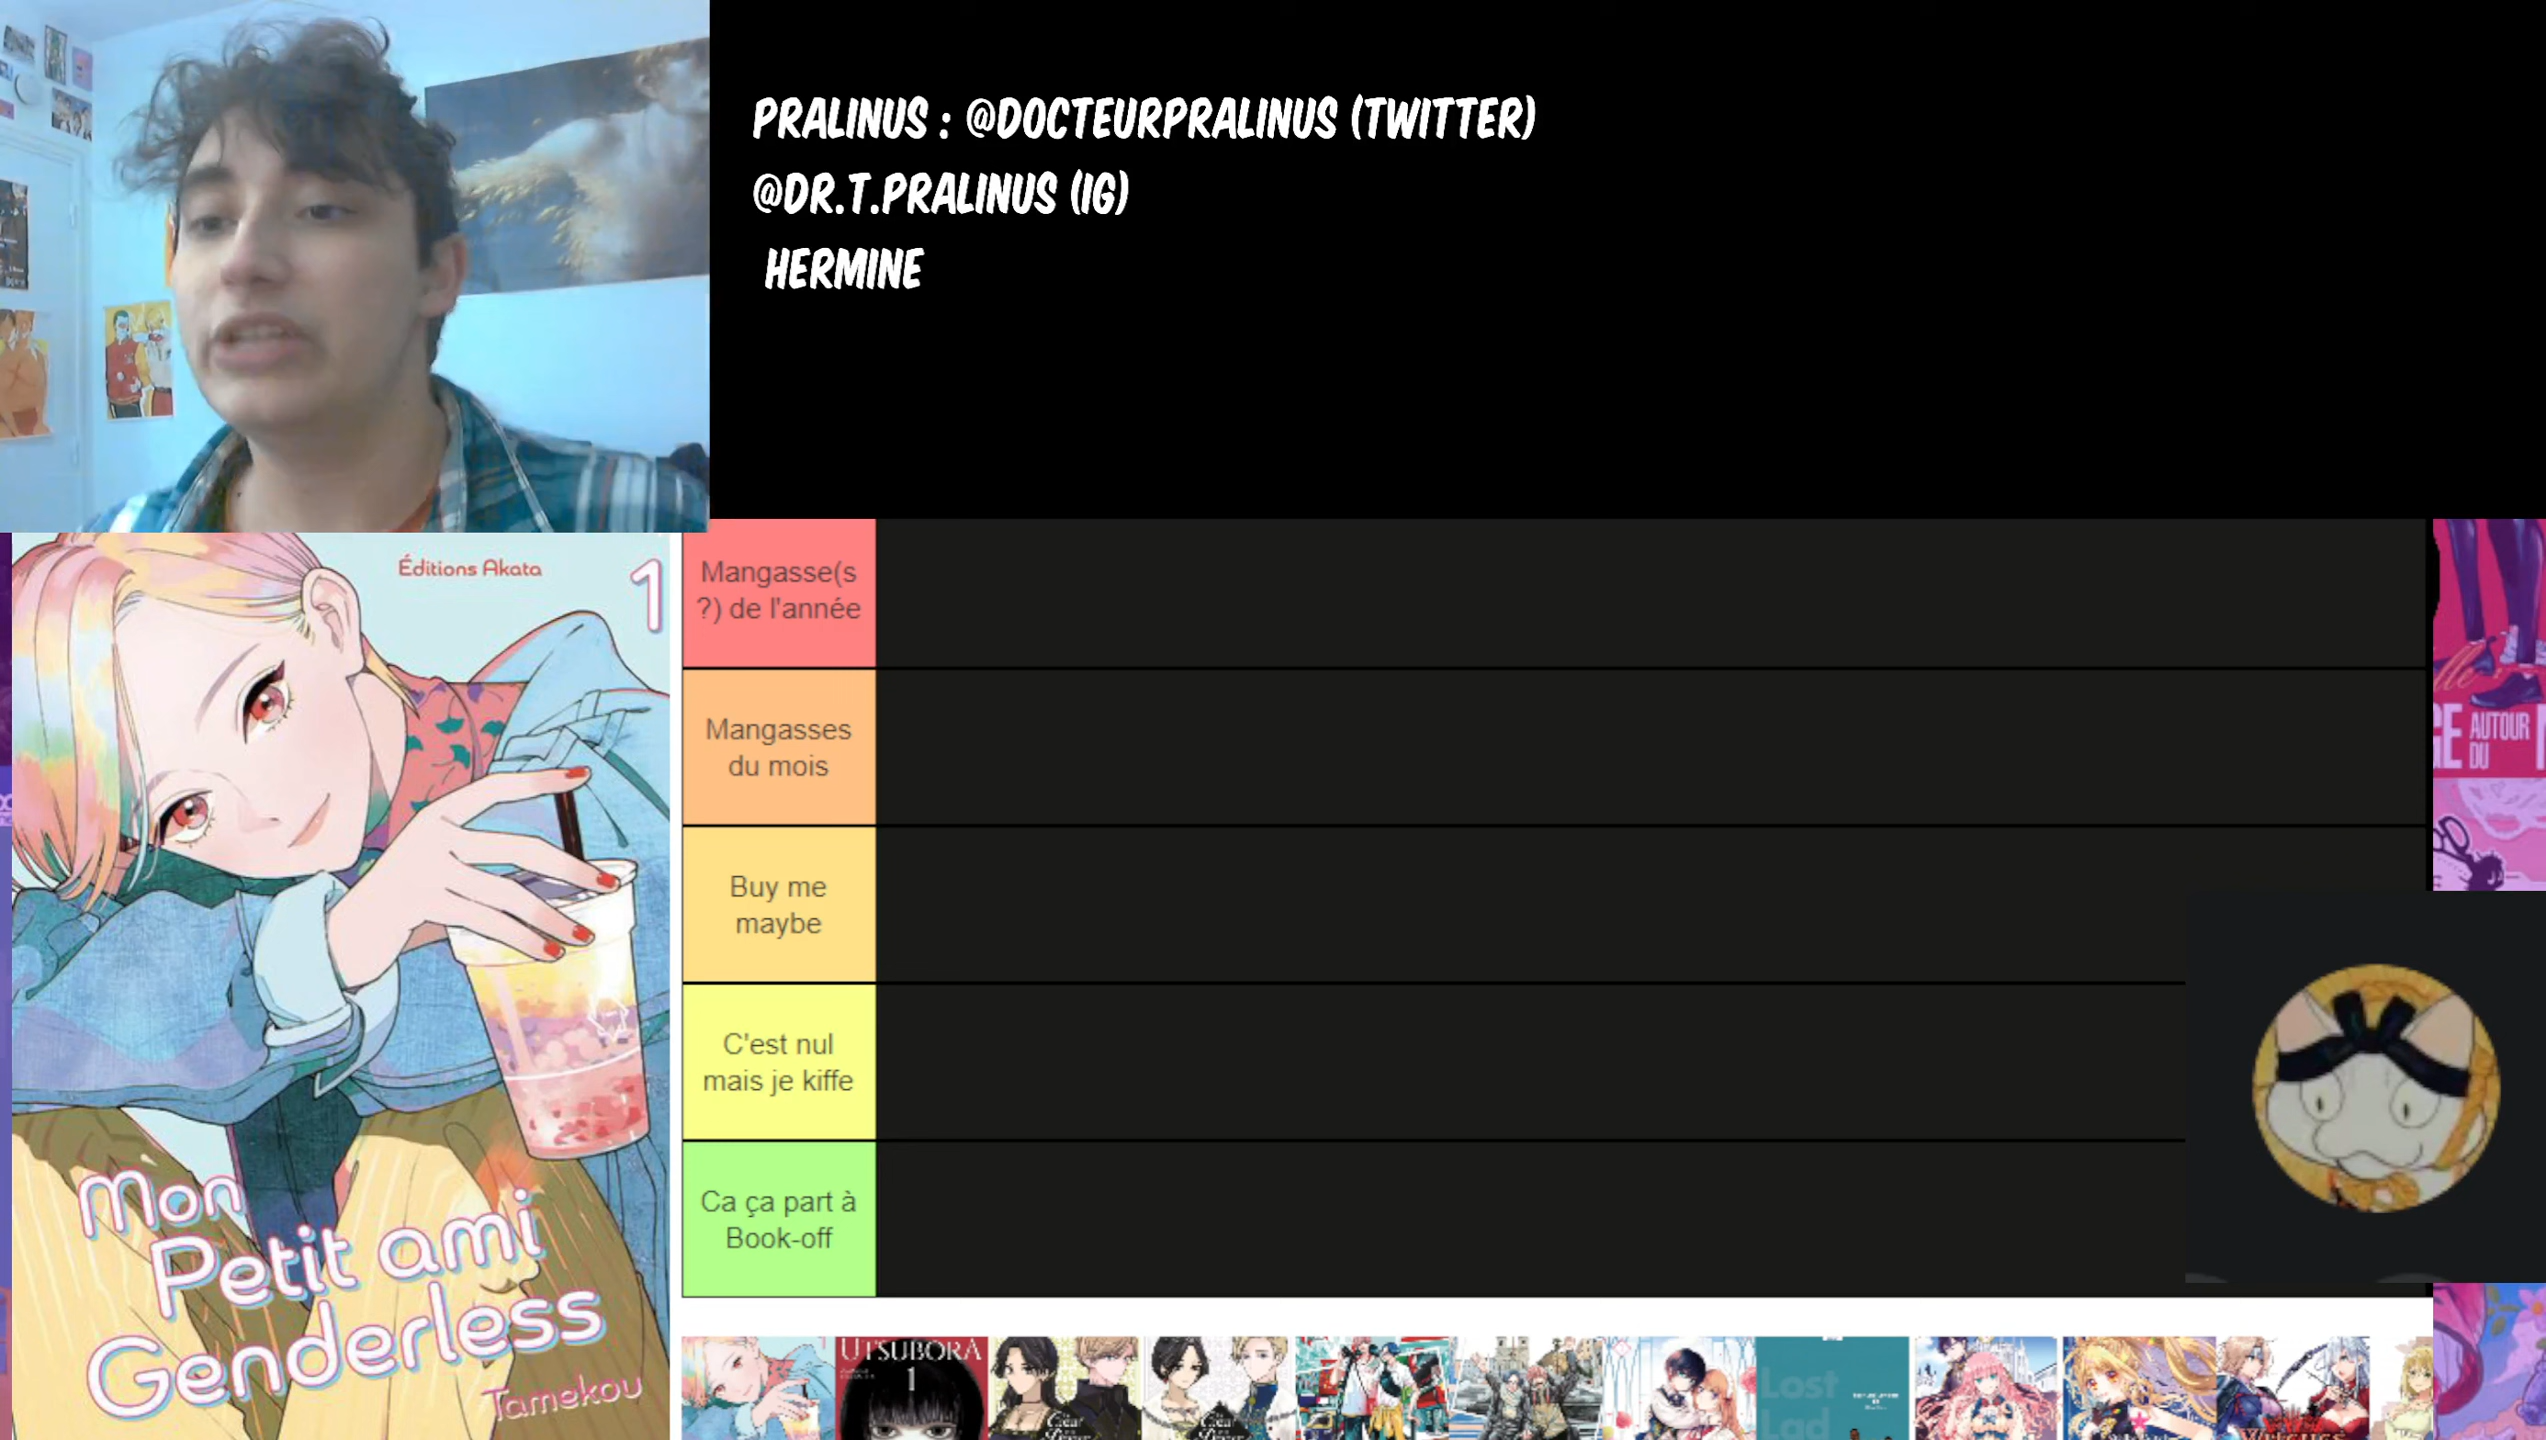 PRALINUS : @DOCTEURPRALINUS (TWITTER)
@DR.T.PRALINUS (IG)
HERMINE
Éditions Akata
1
Mon
Petit ami
Genderless
Tamekou
Mangasse(s
?) de l'année
Mangasses
du mois
Buy me
maybe
C'est nul
mais je kiffe
Ca ça part à
Book-off
AUTOUR
DU
UTSUBORA
1
Lost
Lad